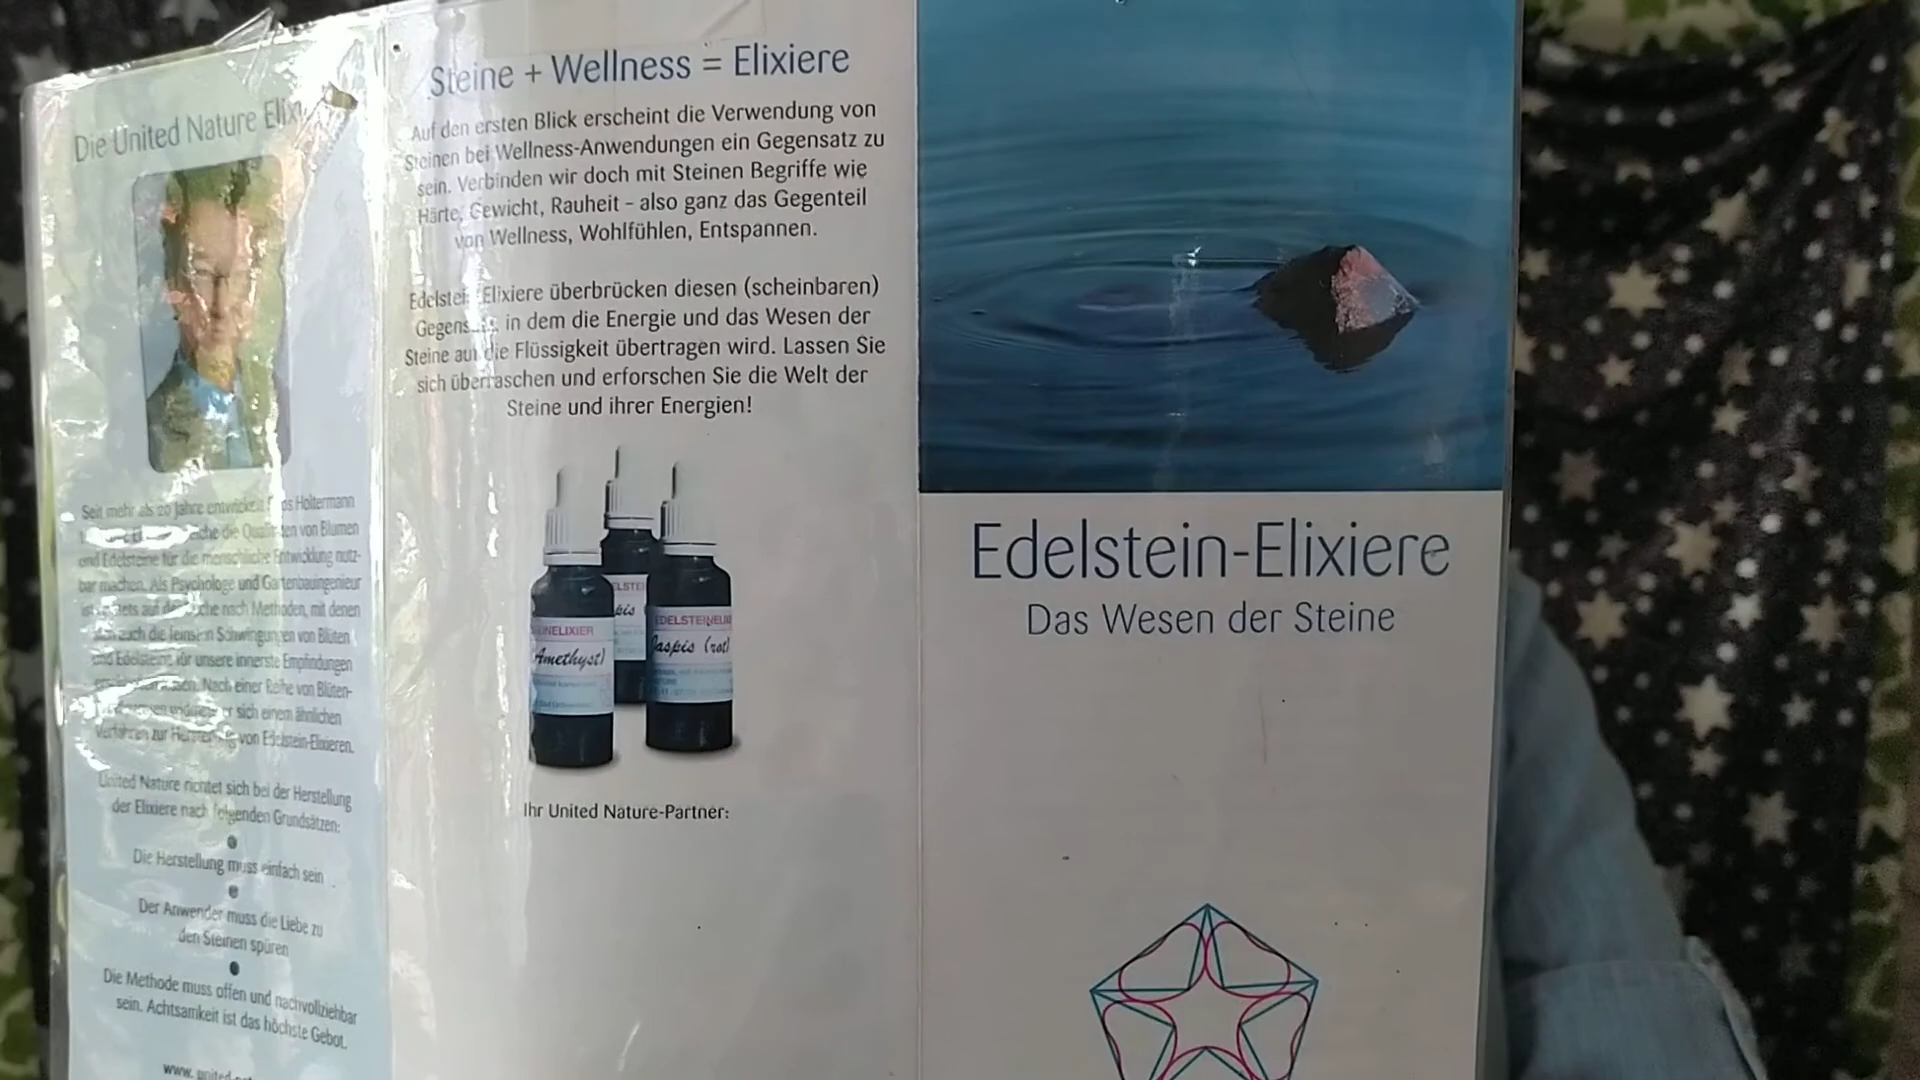 Die United Nature
Seit mehr als 20 Jahre Holtermann
die von Blumen
und Edelsteine für die menschliche Entwicklung nutz-
bar machen. Als Psychologe und Gartenbauingenieur
ist stets auf der Suche nach Methoden, mit denen
sich auch die feinsten Schwingungen von Blüten
und Edelsteine für unsere innerste Empfindungen
Nach einer Reihe von Blüten-
er sich einem ähnlichen
Verfahren zur Herstellung von Edelstein-Elixieren.
United Nature richtet sich bei der Herstellung
der Elixiere nach folgenden Grundsätzen:
Die Herstellung muss einfach sein
Der Anwender muss die Liebe zu
den Steinen spüren
Die Methode muss offen und nachvollziehbar
sein. Achtsamkeit ist das höchste Gebot.
www.
Steine + Wellness = Elixiere
Auf den ersten Blick erscheint die Verwendung von
Steinen bei Wellness-Anwendungen ein Gegensatz zu
sein. Verbinden wir doch mit Steinen Begriffe wie
Härte, Gewicht, Rauheit – also ganz das Gegenteil
von Wellness, Wohlfühlen, Entspannen.
Edelstein-Elixiere überbrücken diesen (scheinbaren)
Gegensatz, in dem die Energie und das Wesen der
Steine auf die Flüssigkeit übertragen wird. Lassen Sie
sich überraschen und erforschen Sie die Welt der
Steine und ihrer Energien!
Amethyst
EDELSTEINELIX
Jaspis (rot)
Ihr United Nature-Partner:
Edelstein-Elixiere
Das Wesen der Steine